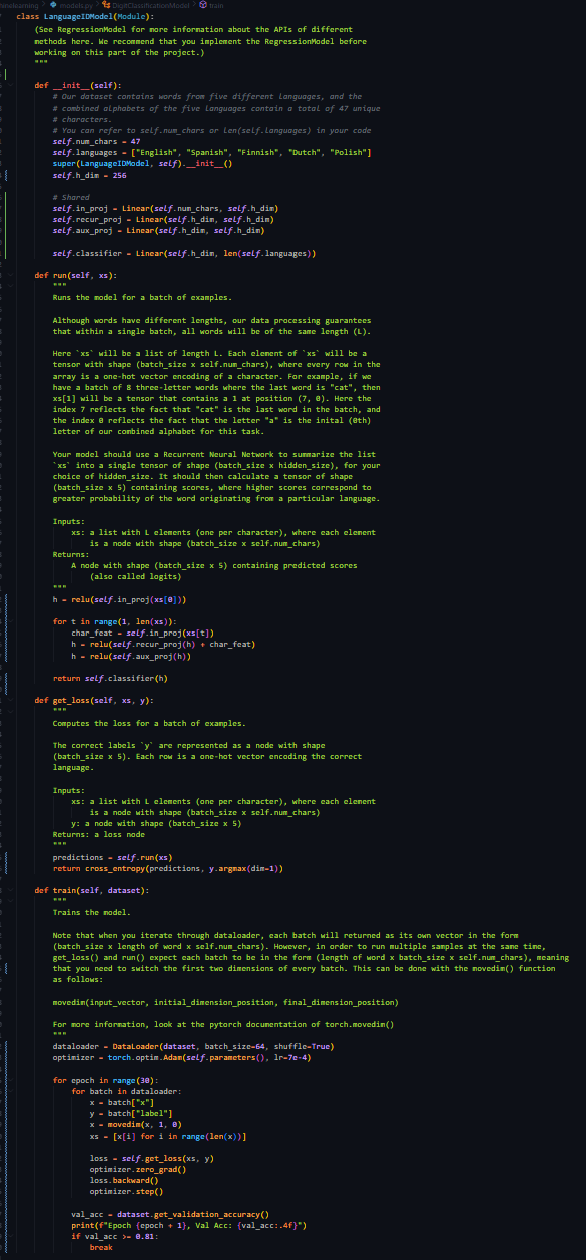 models.py > DigitClassificationModel > train
class LanguageIDModel(Module):
(See RegressionModel for more information about the APIs of different
methods here. We recommend that you implement the RegressionModel before
working on this part of the project.)
"""
def __init__(self):
# Our dataset contains words from five different languages, and the
# combined alphabets of the five languages contain a total of 47 unique
# characters.
# You can refer to self.num_chars or len(self.languages) in your code
self.num_chars = 47
self.languages = ["English", "Spanish", "Finnish", "Dutch", "Polish"]
super(LanguageIDModel, self).__init__()
self.h_dim = 256
# Shared
self.in_proj = Linear(self.num_chars, self.h_dim)
self.recur_proj = Linear(self.h_dim, self.h_dim)
self.aux_proj = Linear(self.h_dim, self.h_dim)
self.classifier = Linear(self.h_dim, len(self.languages))
def run(self, xs):
"""
Runs the model for a batch of examples.
Although words have different lengths, our data processing guarantees
that within a single batch, all words will be of the same length (L).
Here `xs` will be a list of length L. Each element of `xs` will be a
tensor with shape (batch_size x self.num_chars), where every row in the
array is a one-hot vector encoding of a character. For example, if we
have a batch of 8 three-letter words where the last word is "cat", then
xs[1] will be a tensor that contains a 1 at position (7, 0). Here the
index 7 reflects the fact that "cat" is the last word in the batch, and
the index 0 reflects the fact that the letter "a" is the inital (0th)
letter of our combined alphabet for this task.
Your model should use a Recurrent Neural Network to summarize the list
`xs` into a single tensor of shape (batch_size x hidden_size), for your
choice of hidden_size. It should then calculate a tensor of shape
(batch_size x 5) containing scores, where higher scores correspond to
greater probability of the word originating from a particular language.
Inputs:
xs: a list with L elements (one per character), where each element
is a node with shape (batch_size x self.num_chars)
Returns:
A node with shape (batch_size x 5) containing predicted scores
(also called logits)
"""
h = relu(self.in_proj(xs[0]))
for t in range(1, len(xs)):
char_feat = self.in_proj(xs[t])
h = relu(self.recur_proj(h) + char_feat)
h = relu(self.aux_proj(h))
return self.classifier(h)
def get_loss(self, xs, y):
"""
Computes the loss for a batch of examples.
The correct labels `y` are represented as a node with shape
(batch_size x 5). Each row is a one-hot vector encoding the correct
language.
Inputs:
xs: a list with L elements (one per character), where each element
is a node with shape (batch_size x self.num_chars)
y: a node with shape (batch_size x 5)
Returns: a loss node
"""
predictions = self.run(xs)
return cross_entropy(predictions, y.argmax(dim=1))
def train(self, dataset):
"""
Trains the model.
Note that when you iterate through dataloader, each batch will returned as its own vector in the form
(batch_size x length of word x self.num_chars). However, in order to run multiple samples at the same time,
get_loss() and run() expect each batch to be in the form (length of word x batch_size x self.num_chars), meaning
that you need to switch the first two dimensions of every batch. This can be done with the movedim() function
as follows:
movedim(input_vector, initial_dimension_position, final_dimension_position)
For more information, look at the pytorch documentation of torch.movedim()
"""
dataloader = DataLoader(dataset, batch_size=64, shuffle=True)
optimizer = torch.optim.Adam(self.parameters(), lr=7e-4)
for epoch in range(30):
for batch in dataloader:
x = batch["x"]
y = batch["label"]
x = movedim(x, 1, 0)
xs = [x[i] for i in range(len(x))]
loss = self.get_loss(xs, y)
optimizer.zero_grad()
loss.backward()
optimizer.step()
val_acc = dataset.get_validation_accuracy()
print(f"Epoch {epoch + 1}, Val Acc: {val_acc:.4f}")
if val_acc >= 0.81:
break